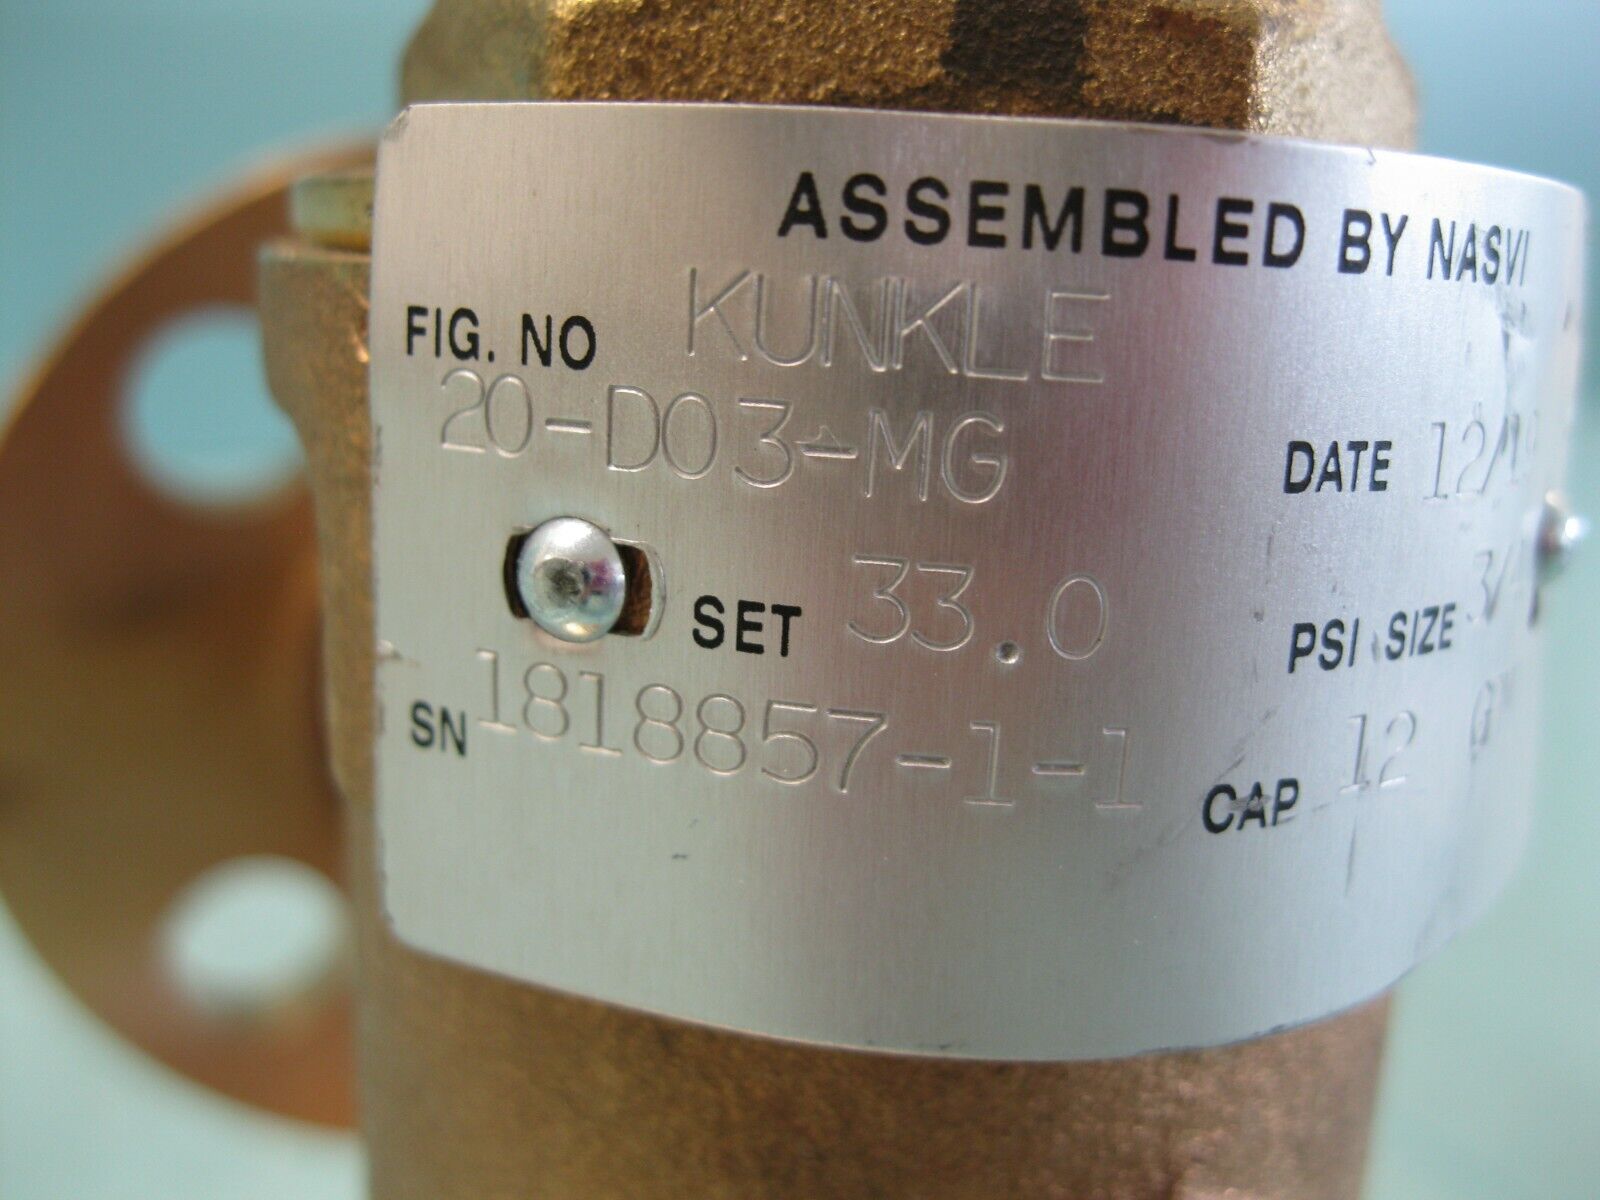 ASSEMBLED BY NASVI
FIG. NO KUNKLE
20-D03-MG
DATE
SET 33.0 PSI SIZE
SN 1818857-1-1
CAP 12